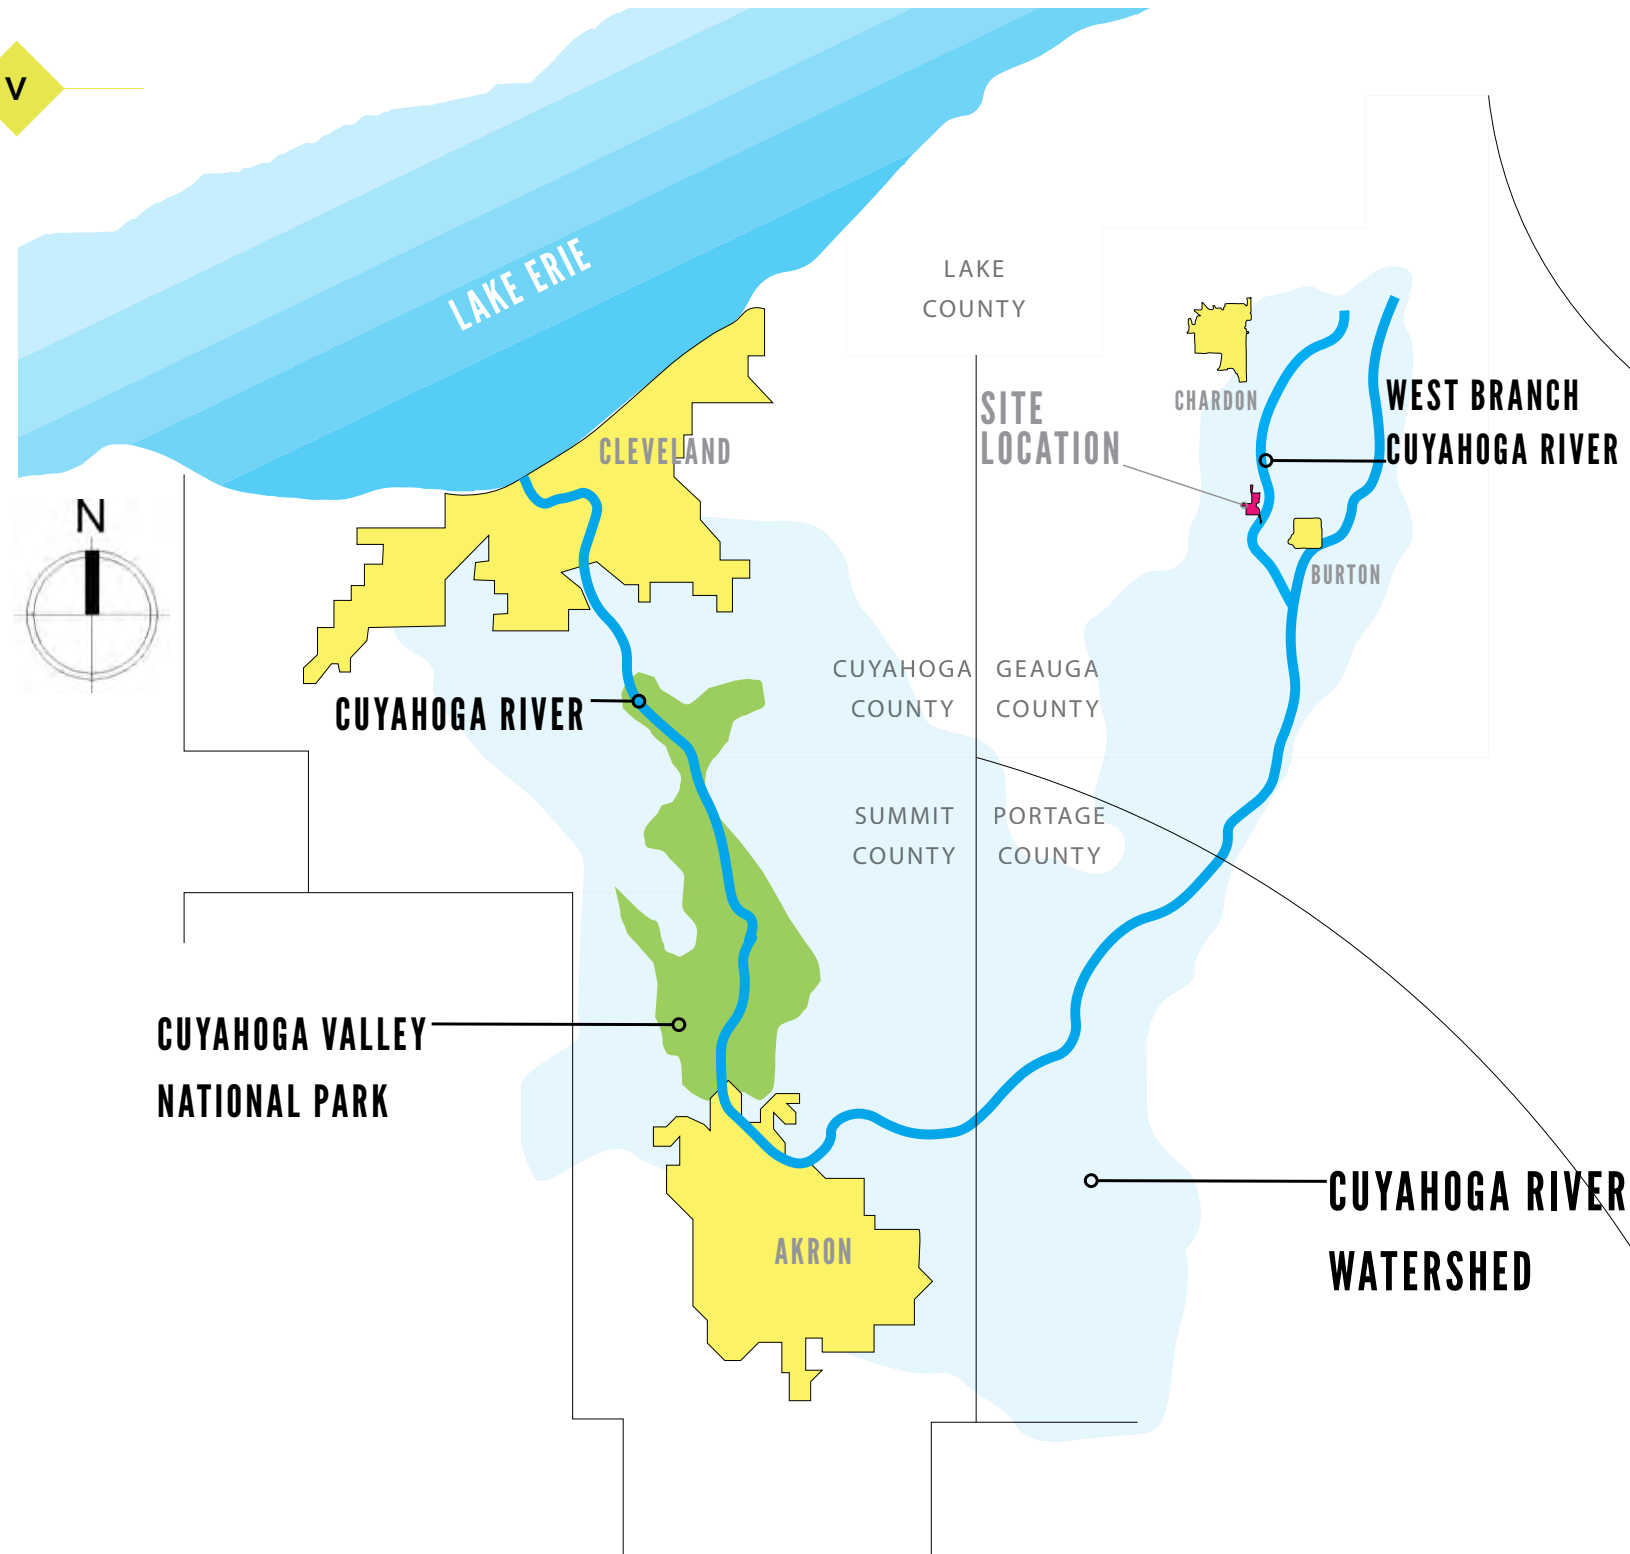 V
LAKE ERIE
LAKE
COUNTY
CHARDON
WEST BRANCH
CUYAHOGA RIVER
SITE
LOCATION
CLEVELAND
N
BURTON
CUYAHOGA
COUNTY
GEAUGA
COUNTY
CUYAHOGA RIVER
SUMMIT
COUNTY
PORTAGE
COUNTY
CUYAHOGA VALLEY
NATIONAL PARK
CUYAHOGA RIVER
WATERSHED
AKRON